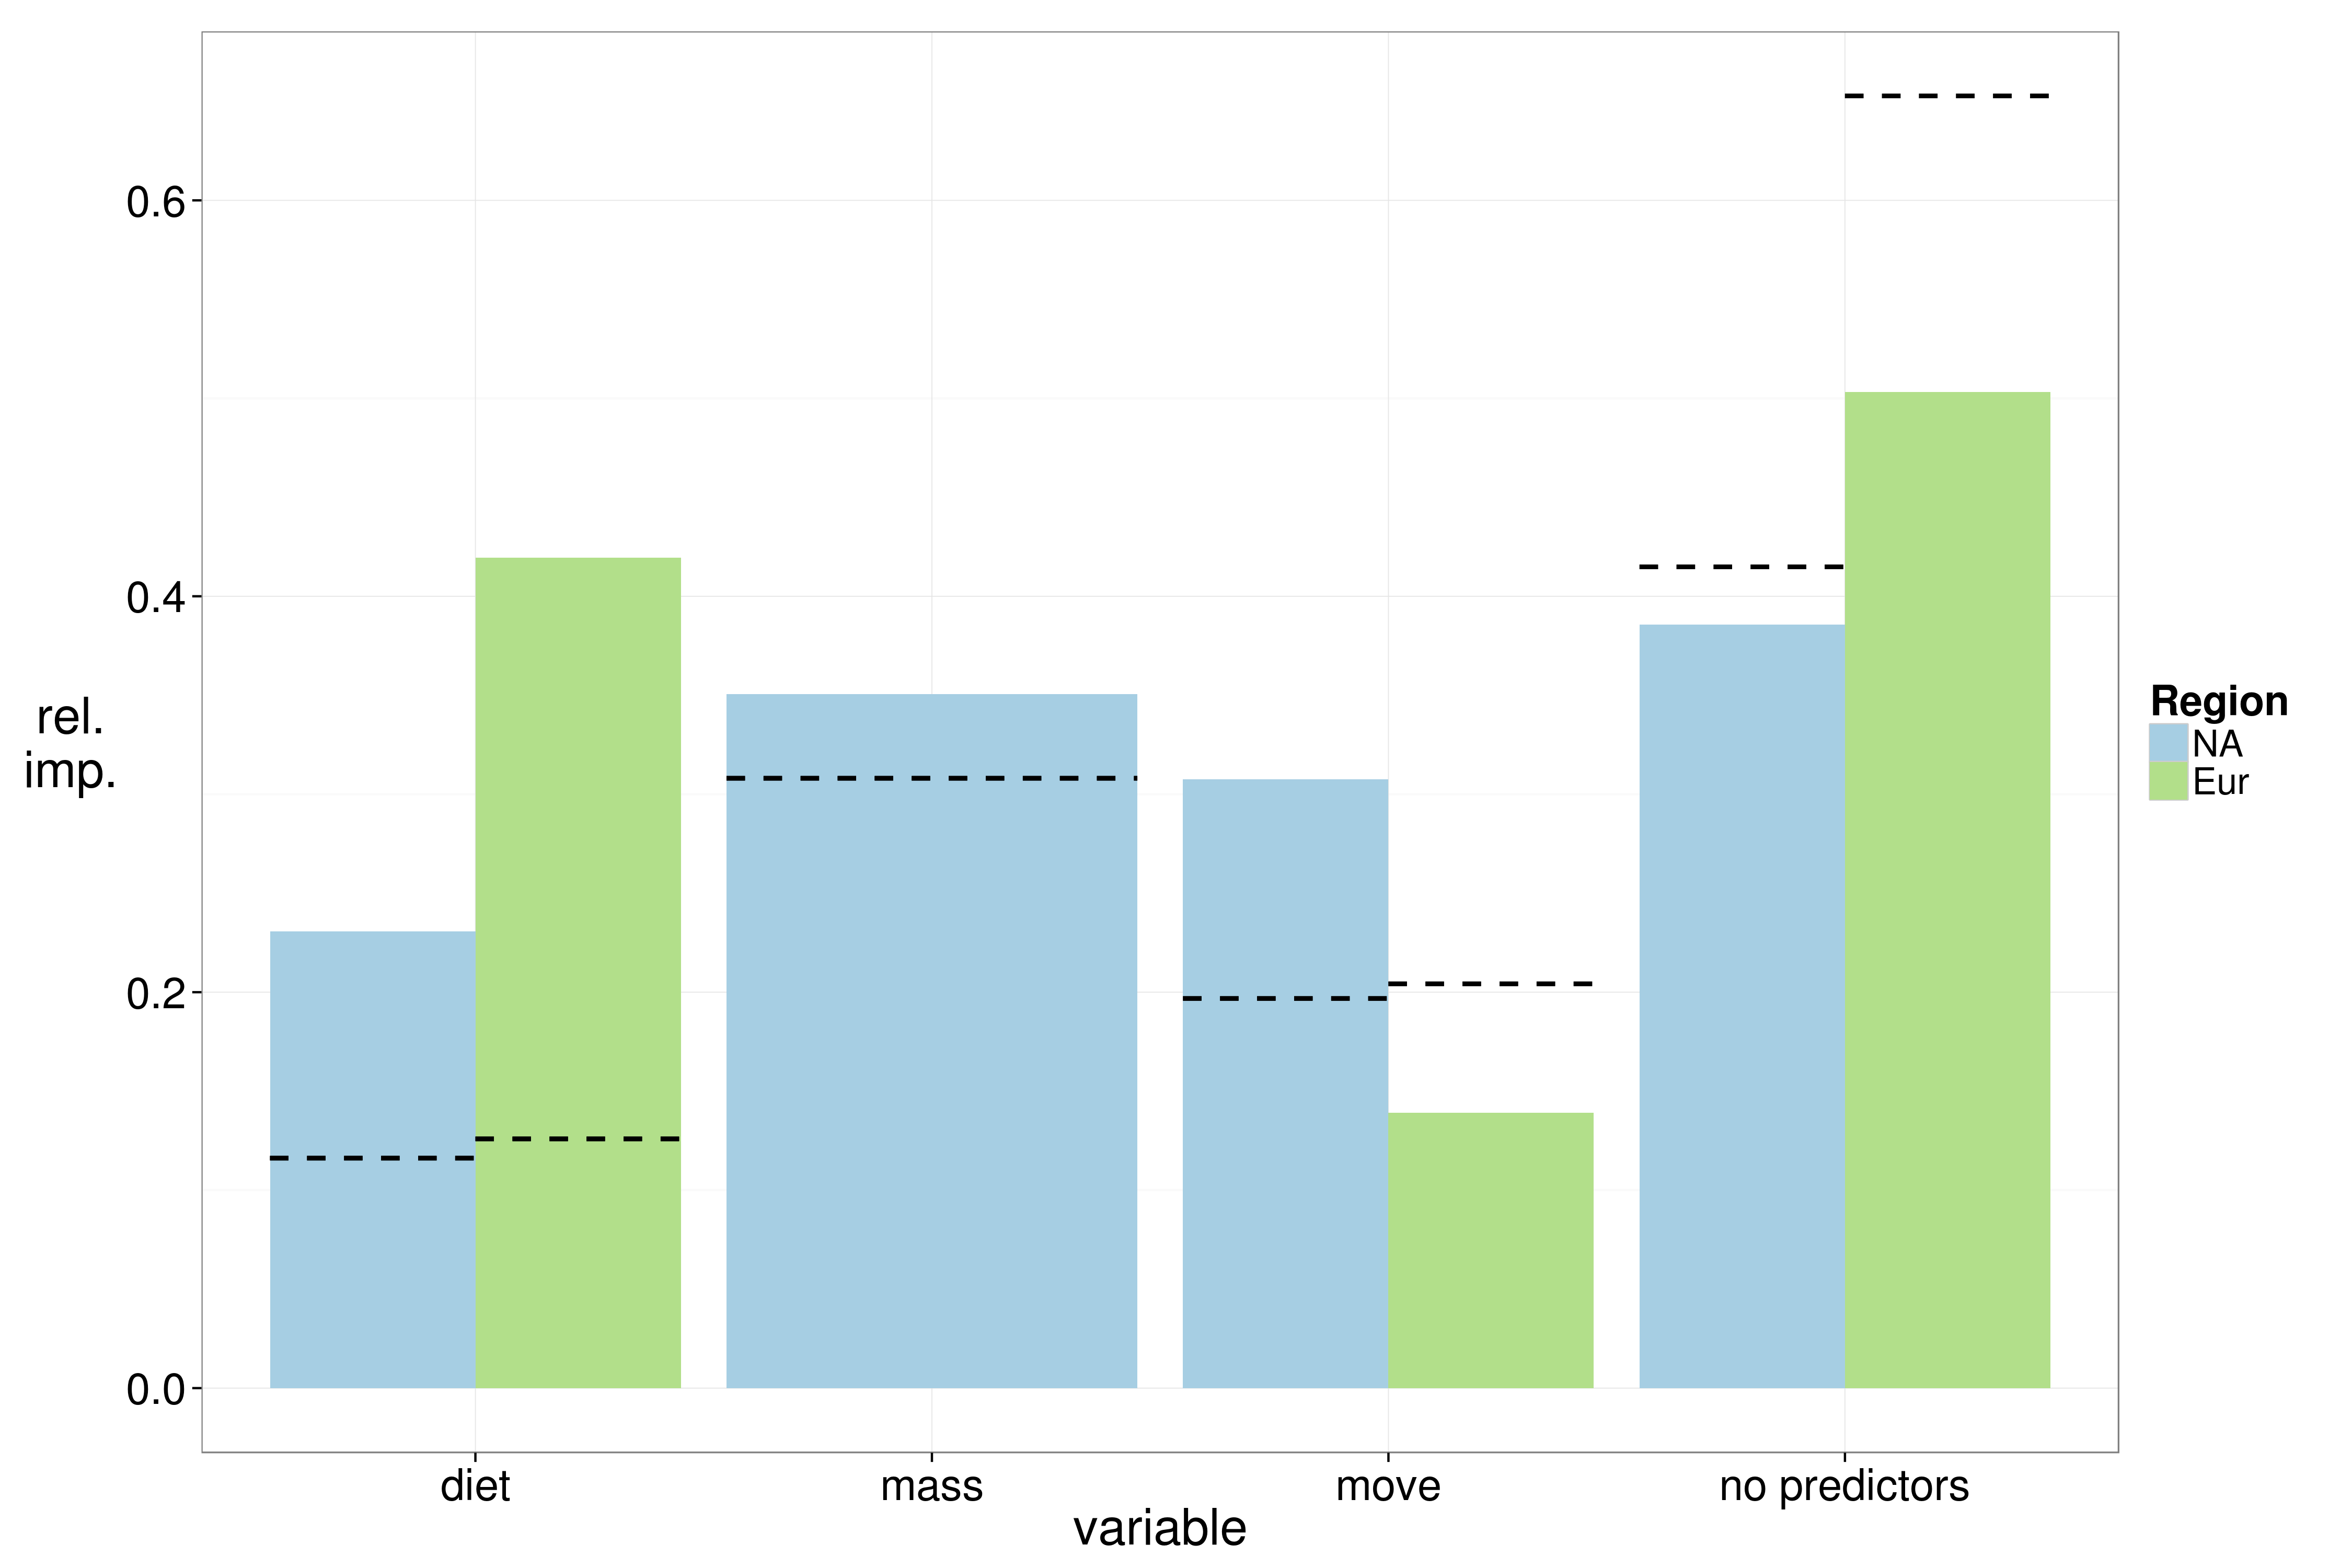 0.6
0.4
0.2
0.0
rel.
imp.
diet
mass
move
no predictors
variable
Region
NA
Eur